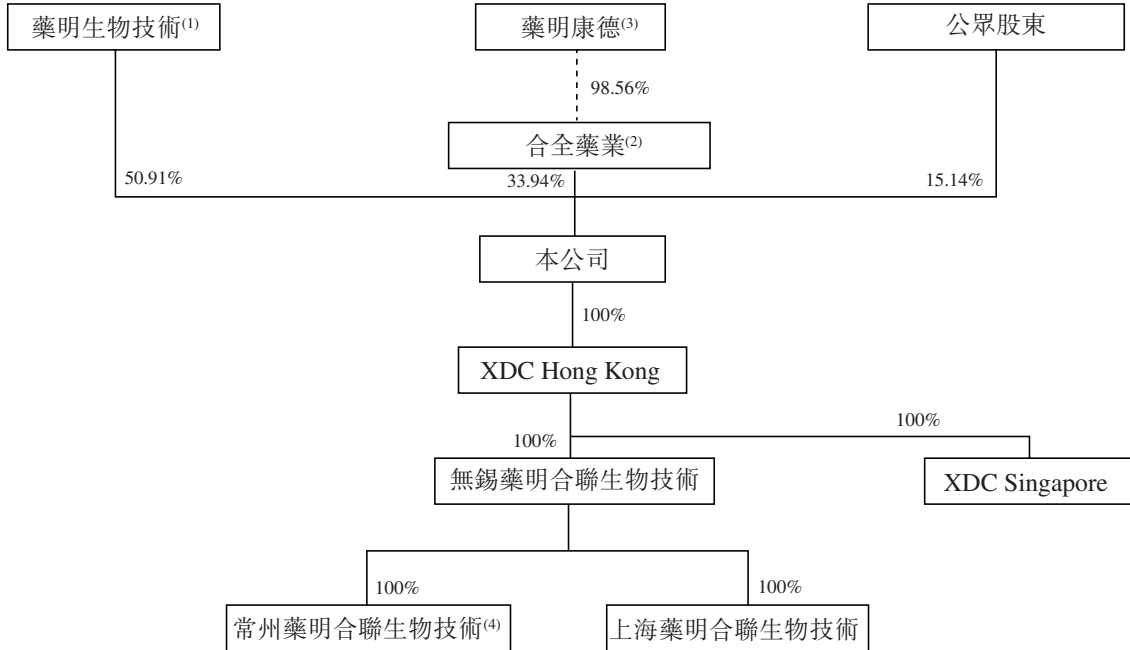 藥明生物技術(1)
藥明康德(3)
公眾股東
98.56%
合全藥業(2)
50.91%
33.94%
15.14%
本公司
100%
XDC Hong Kong
100%
100%
無錫藥明合聯生物技術
XDC Singapore
100%
100%
常州藥明合聯生物技術(4)
上海藥明合聯生物技術